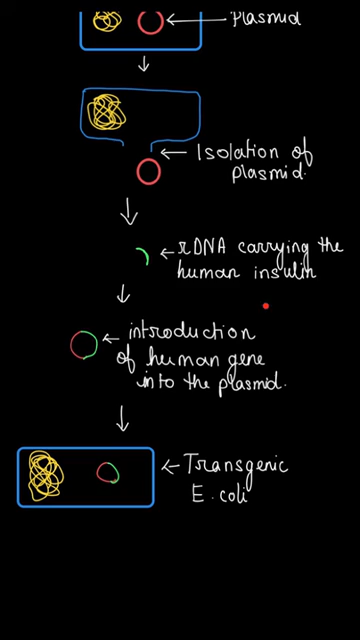 Plasmid
Isolation of
plasmid.
rDNA carrying the
human insulin
introduction
of human gene
into the plasmid.
Transgenic
E.coli